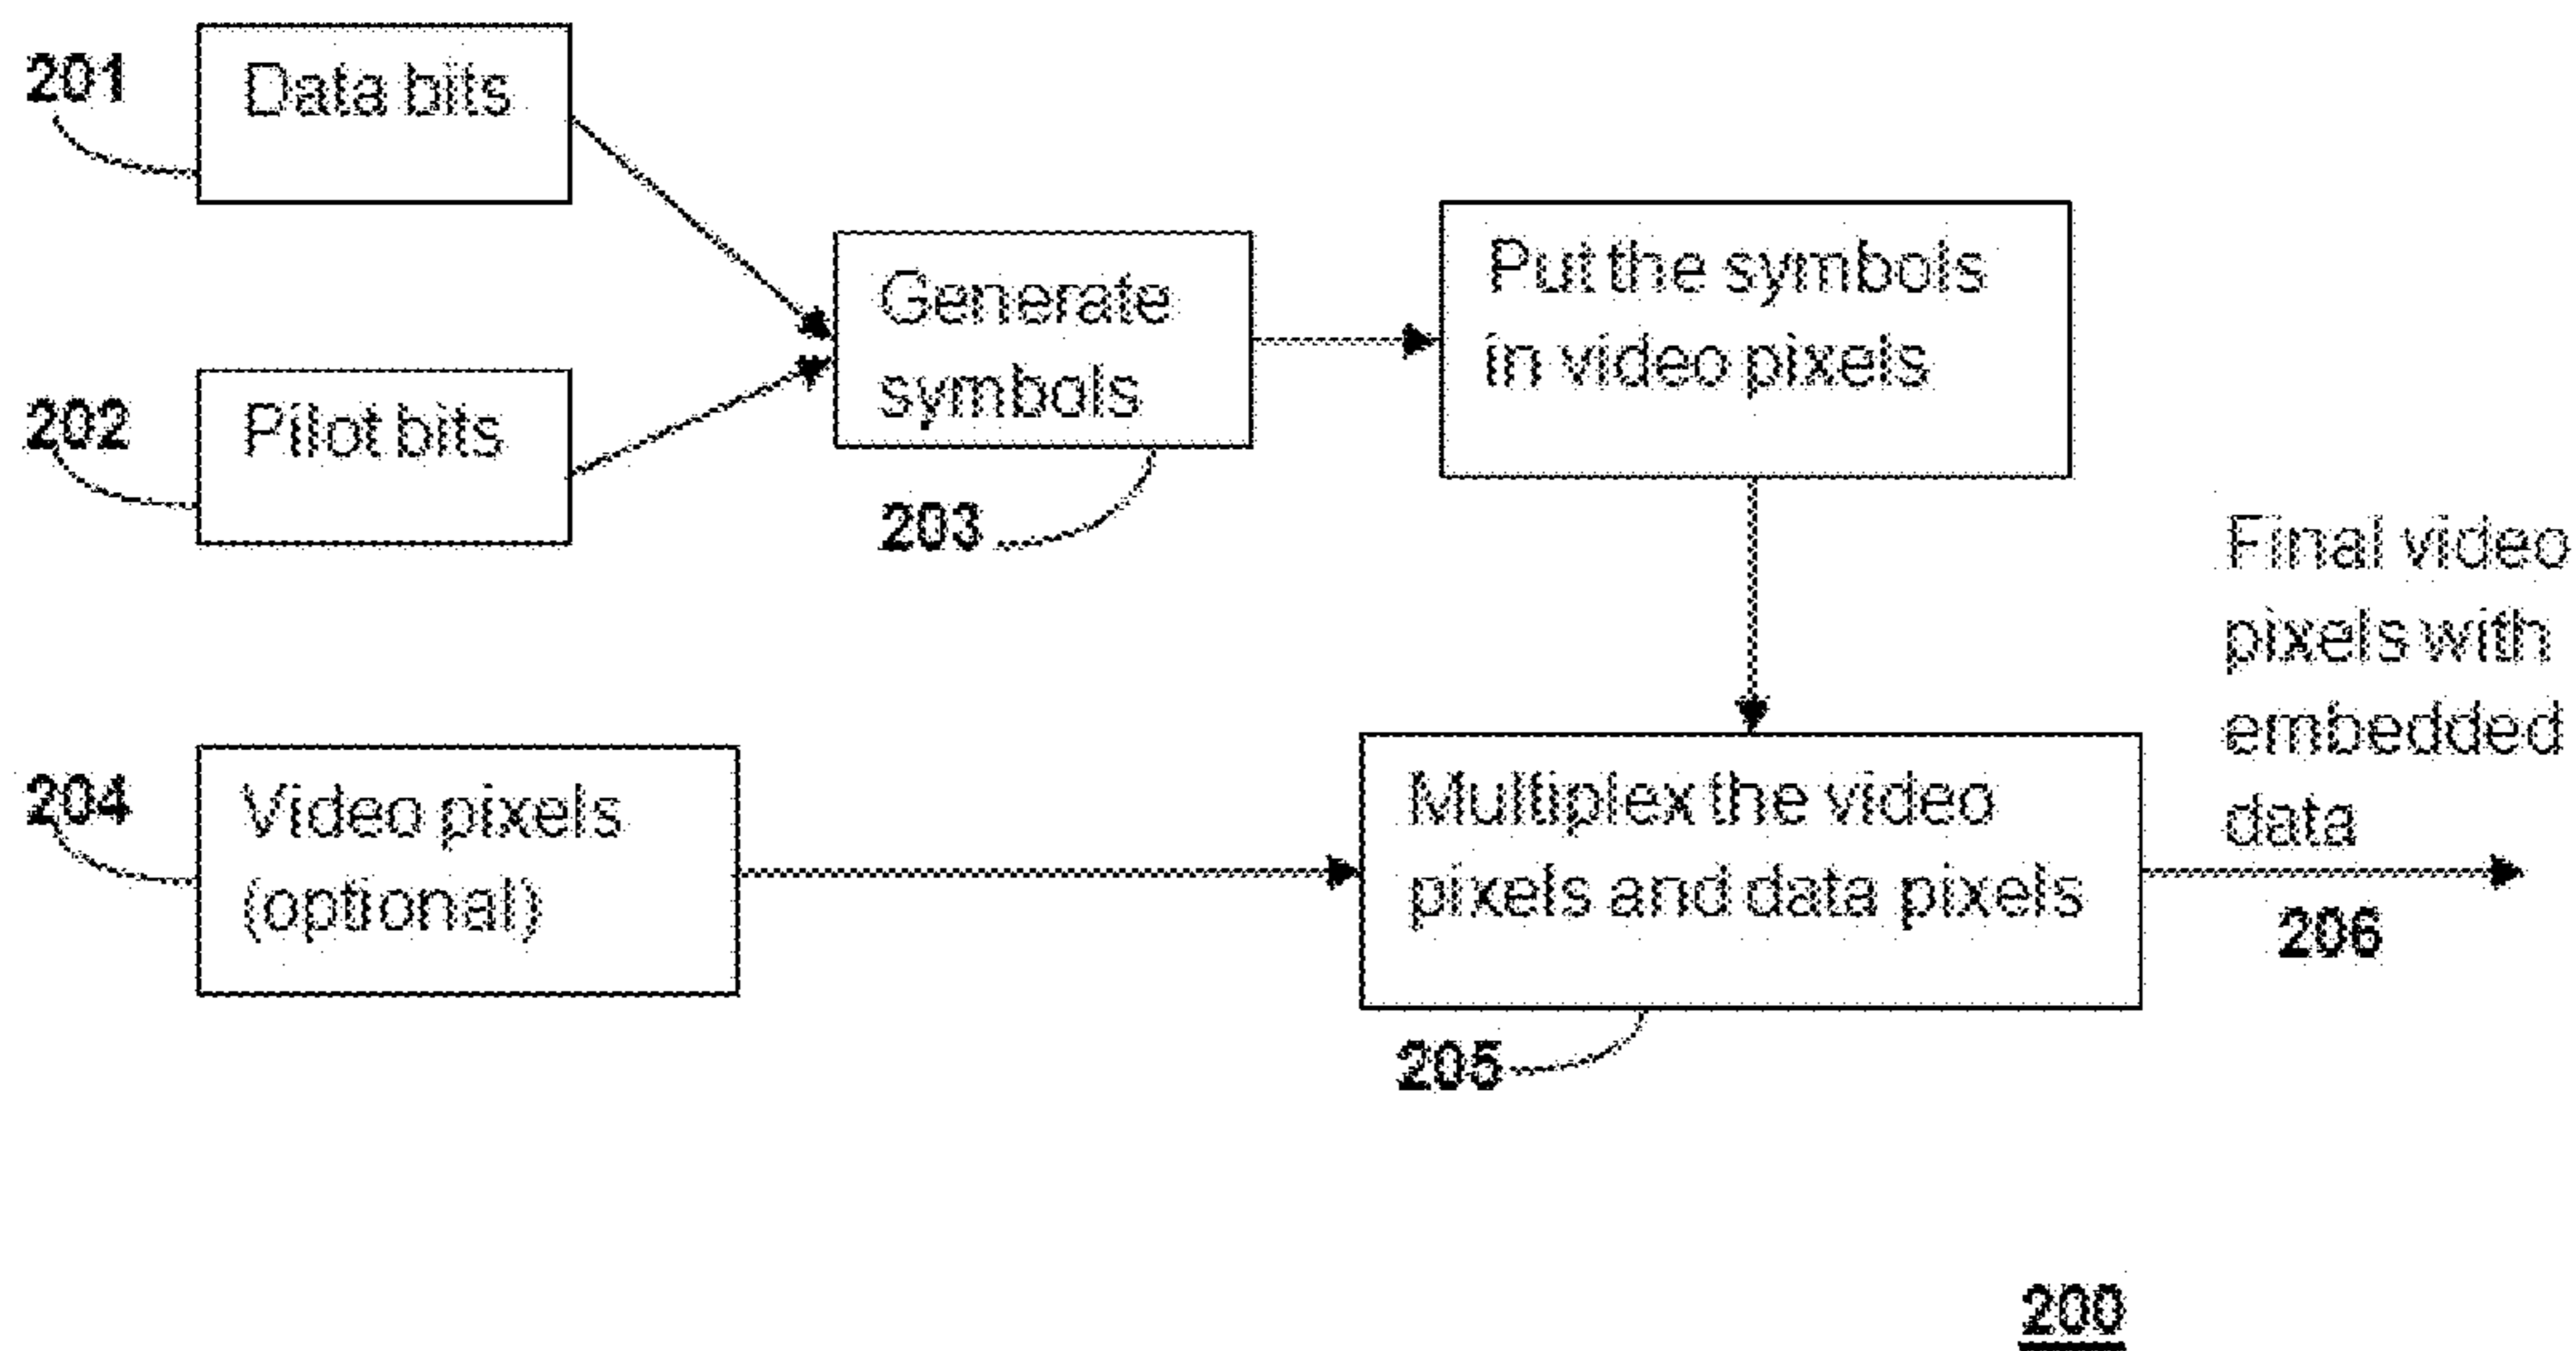 201
Data bits
202
Pilot bits
Generate
symbols
203
Put the symbols
in video pixels
204
Video pixels
(optional)
Multiplex the video
pixels and data pixels
205
Final video
pixels with
embedded
data
206
200